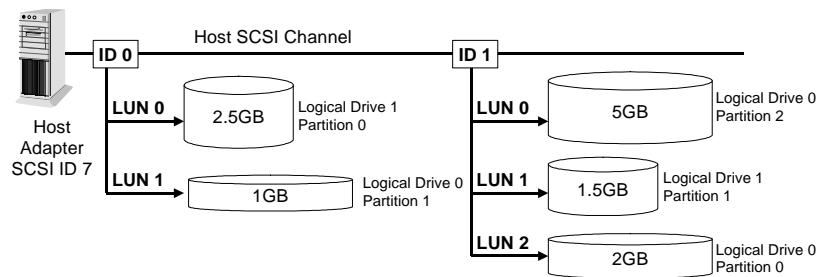 Host SCSI Channel
ID 0
ID 1
Host
Adapter
SCSI ID 7
LUN 0
2.5GB
Logical Drive 1
Partition 0
LUN 1
1GB
Logical Drive 0
Partition 1
LUN 0
5GB
Logical Drive 0
Partition 2
LUN 1
1.5GB
Logical Drive 1
Partition 1
LUN 2
2GB
Logical Drive 0
Partition 0